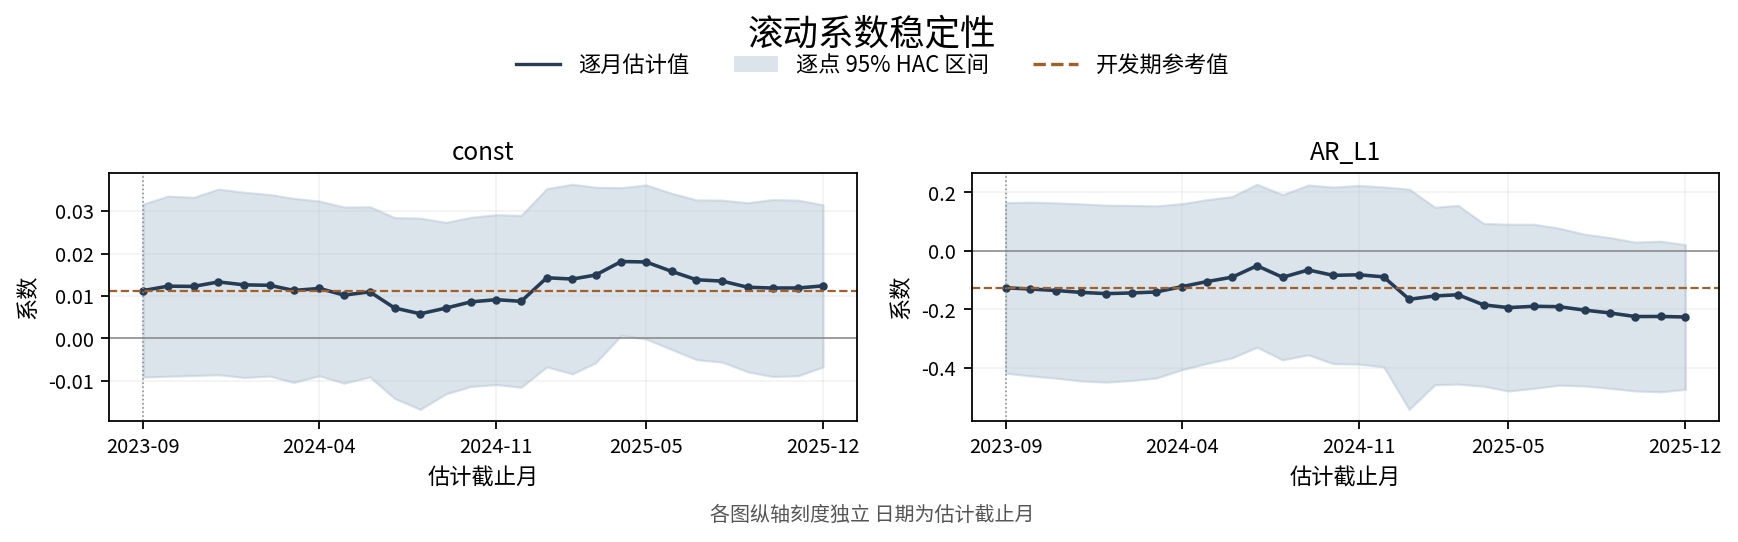 滚动系数稳定性
逐月估计值 逐点 95% HAC 区间 开发期参考值
const
系数
0.03
0.02
0.01
0.00
-0.01
2023-09 2024-04 2024-11 2025-05 2025-12
估计截止月
AR_L1
系数
0.2
0.0
-0.2
-0.4
2023-09 2024-04 2024-11 2025-05 2025-12
估计截止月
各图纵轴刻度独立 日期为估计截止月